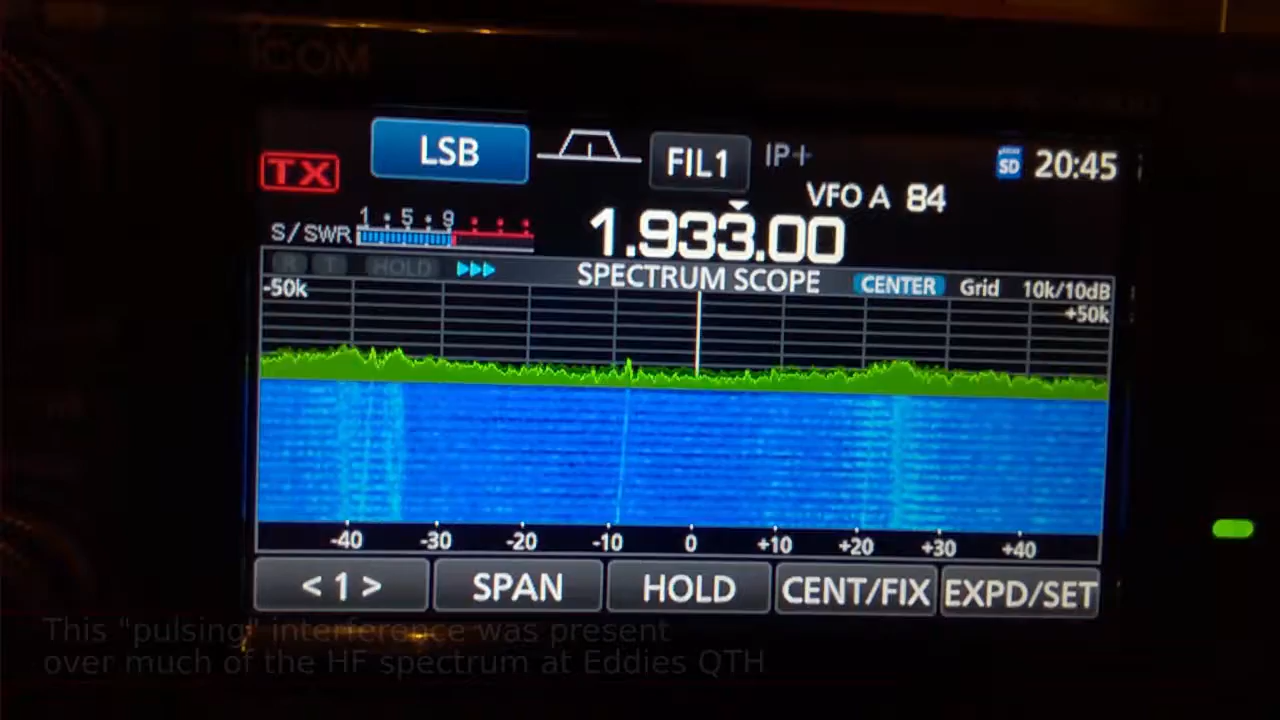 ICOM
TX
LSB
FIL1
IP+
SD
20:45
VFO A 84
1.933.00
S/SWR
1 5 9
SPECTRUM SCOPE
CENTER
Grid
10k/10dB
HOLD
-50k
+50k
-40 -30 -20 -10 0 +10 +20 +30 +40
< 1 >
SPAN
HOLD
CENT/FIX
EXPD/SET
This "pulsing" interference was present
over much of the HF spectrum at Eddies QTH